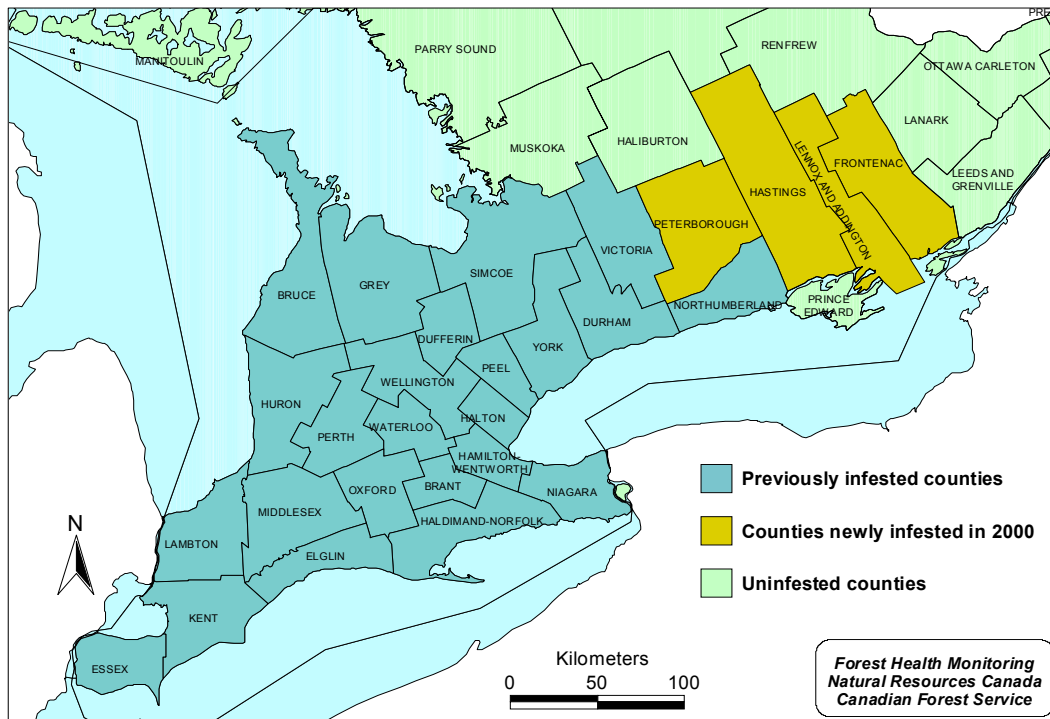 PRE
PARRY SOUND
RENFREW
MANITOULIN
OTTAWA CARLETON
LANARK
MUSKOKA
HALIBURTON
LENNOX AND ADDINGTON
FRONTENAC
LEEDS AND
GRENVILLE
HASTINGS
PETERBOROUGH
VICTORIA
SIMCOE
GREY
BRUCE
PRINCE
EDWARD
NORTHUMBERLAND
DURHAM
DUFFERIN
YORK
PEEL
WELLINGTON
HURON
HALTON
WATERLOO
PERTH
HAMILTON-
WENTWORTH
BRANT
OXFORD
NIAGARA
MIDDLESEX
HALDIMAND-NORFOLK
LAMBTON
ELGLIN
KENT
ESSEX
N
Previously infested counties
Counties newly infested in 2000
Uninfested counties
Kilometers
0 50 100
Forest Health Monitoring
Natural Resources Canada
Canadian Forest Service